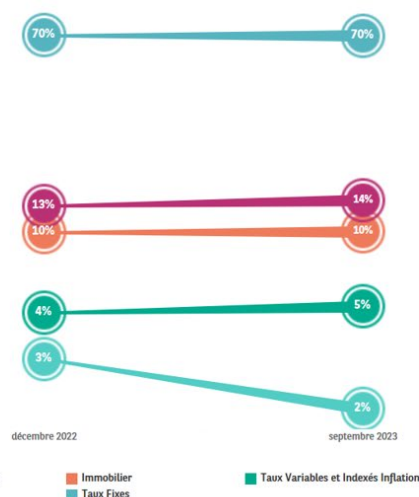 70% 70%
13% 14%
10% 10%
4% 5%
3%
2%
décembre 2022 septembre 2023
Immobilier Taux Variables et Indexés Inflation
Taux Fixes